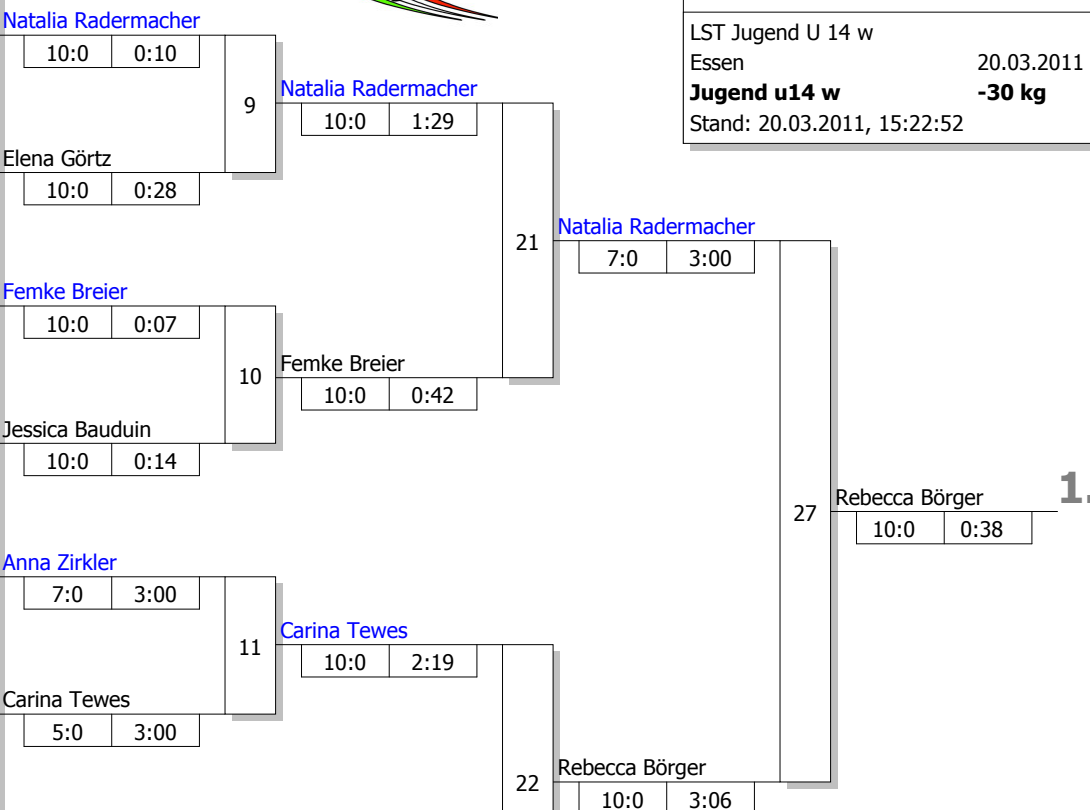 LST Jugend U 14 w
Essen 20.03.2011
Jugend u14 w -30 kg
Stand: 20.03.2011, 15:22:52
Natalia Radermacher
10:0 0:10
9
Elena Görtz
10:0 0:28
Femke Breier
10:0 0:07
10
Jessica Bauduin
10:0 0:14
Anna Zirkler
7:0 3:00
11
Carina Tewes
5:0 3:00
Natalia Radermacher
10:0 1:29
21
Femke Breier
10:0 0:42
Carina Tewes
10:0 2:19
22
Natalia Radermacher
7:0 3:00
27
Rebecca Börger
10:0 3:06
Rebecca Börger 1.
10:0 0:38